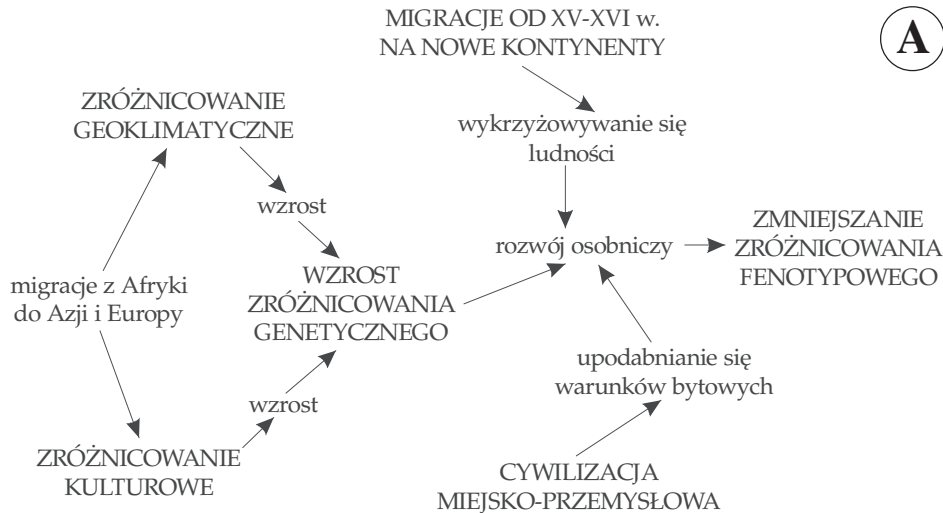 MIGRACJE OD XV-XVI w.
NA NOWE KONTYNENTY
A
ZRÓŻNICOWANIE
GEOKLIMATYCZNE
wykrzyżowywanie się
ludności
wzrost
rozwój osobniczy
ZMNIEJSZANIE
ZRÓŻNICOWANIA
FENOTYPOWEGO
migracje z Afryki
do Azji i Europy
WZROST
ZRÓŻNICOWANIA
GENETYCZNEGO
upodabnianie się
warunków bytowych
wzrost
ZRÓŻNICOWANIE
KULTUROWE
CYWILIZACJA
MIEJSKO-PRZEMYSŁOWA